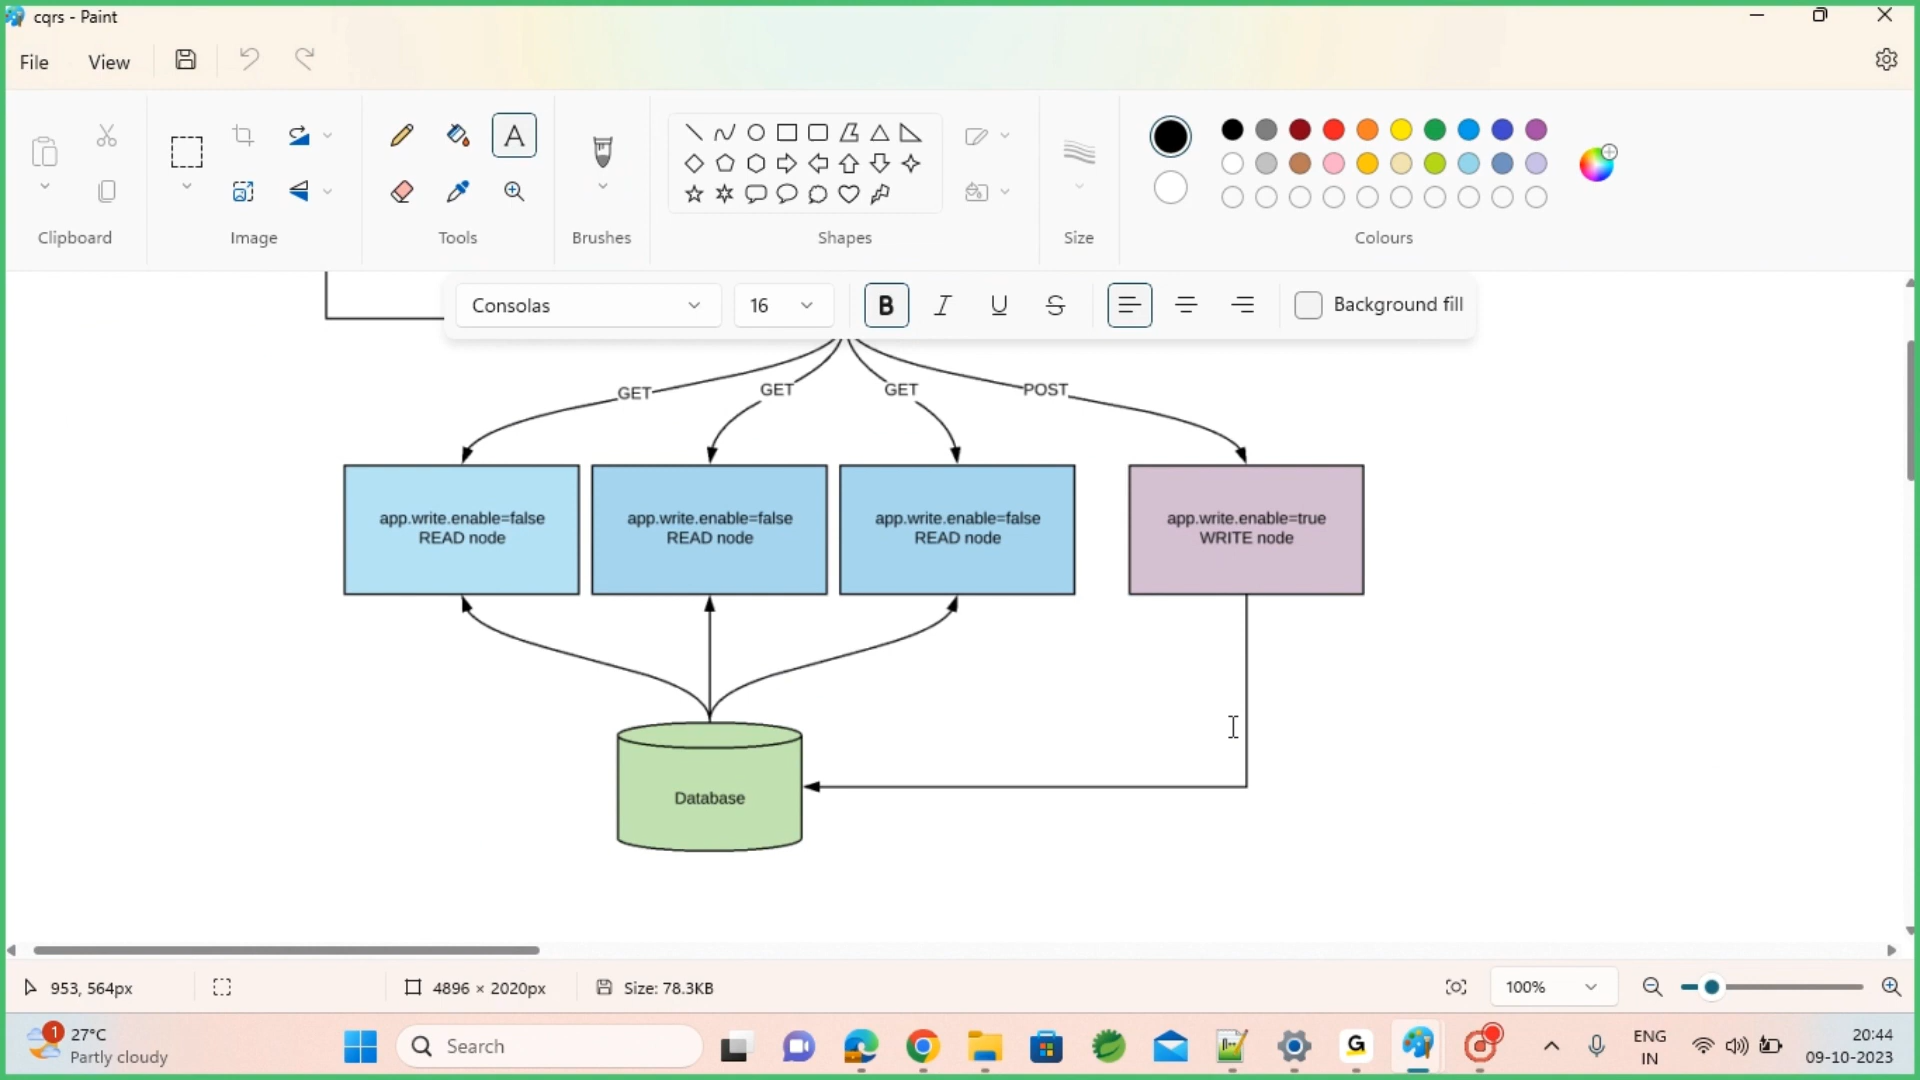 cqrs - Paint
File View
Clipboard Image Tools Brushes Shapes Size Colours
Consolas 16 B I U S Background fill
GET GET GET POST
app.write.enable=false
READ node
app.write.enable=false
READ node
app.write.enable=false
READ node
app.write.enable=true
WRITE node
Database
953, 564px 4896 × 2020px Size: 78.3KB 100%
1 27°C
Partly cloudy
Search
G
ENG
IN
20:44
09-10-2023